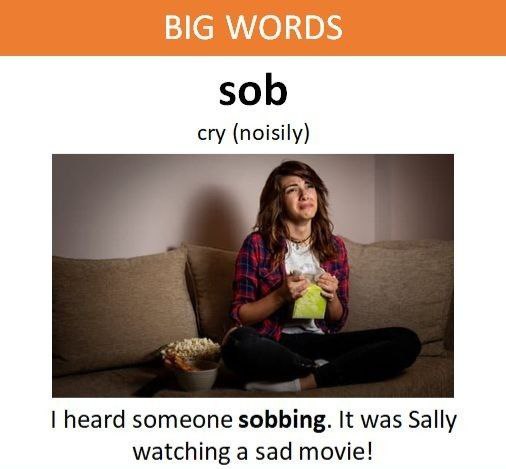 BIG WORDS
sob
cry (noisily)
I heard someone sobbing. It was Sally
watching a sad movie!